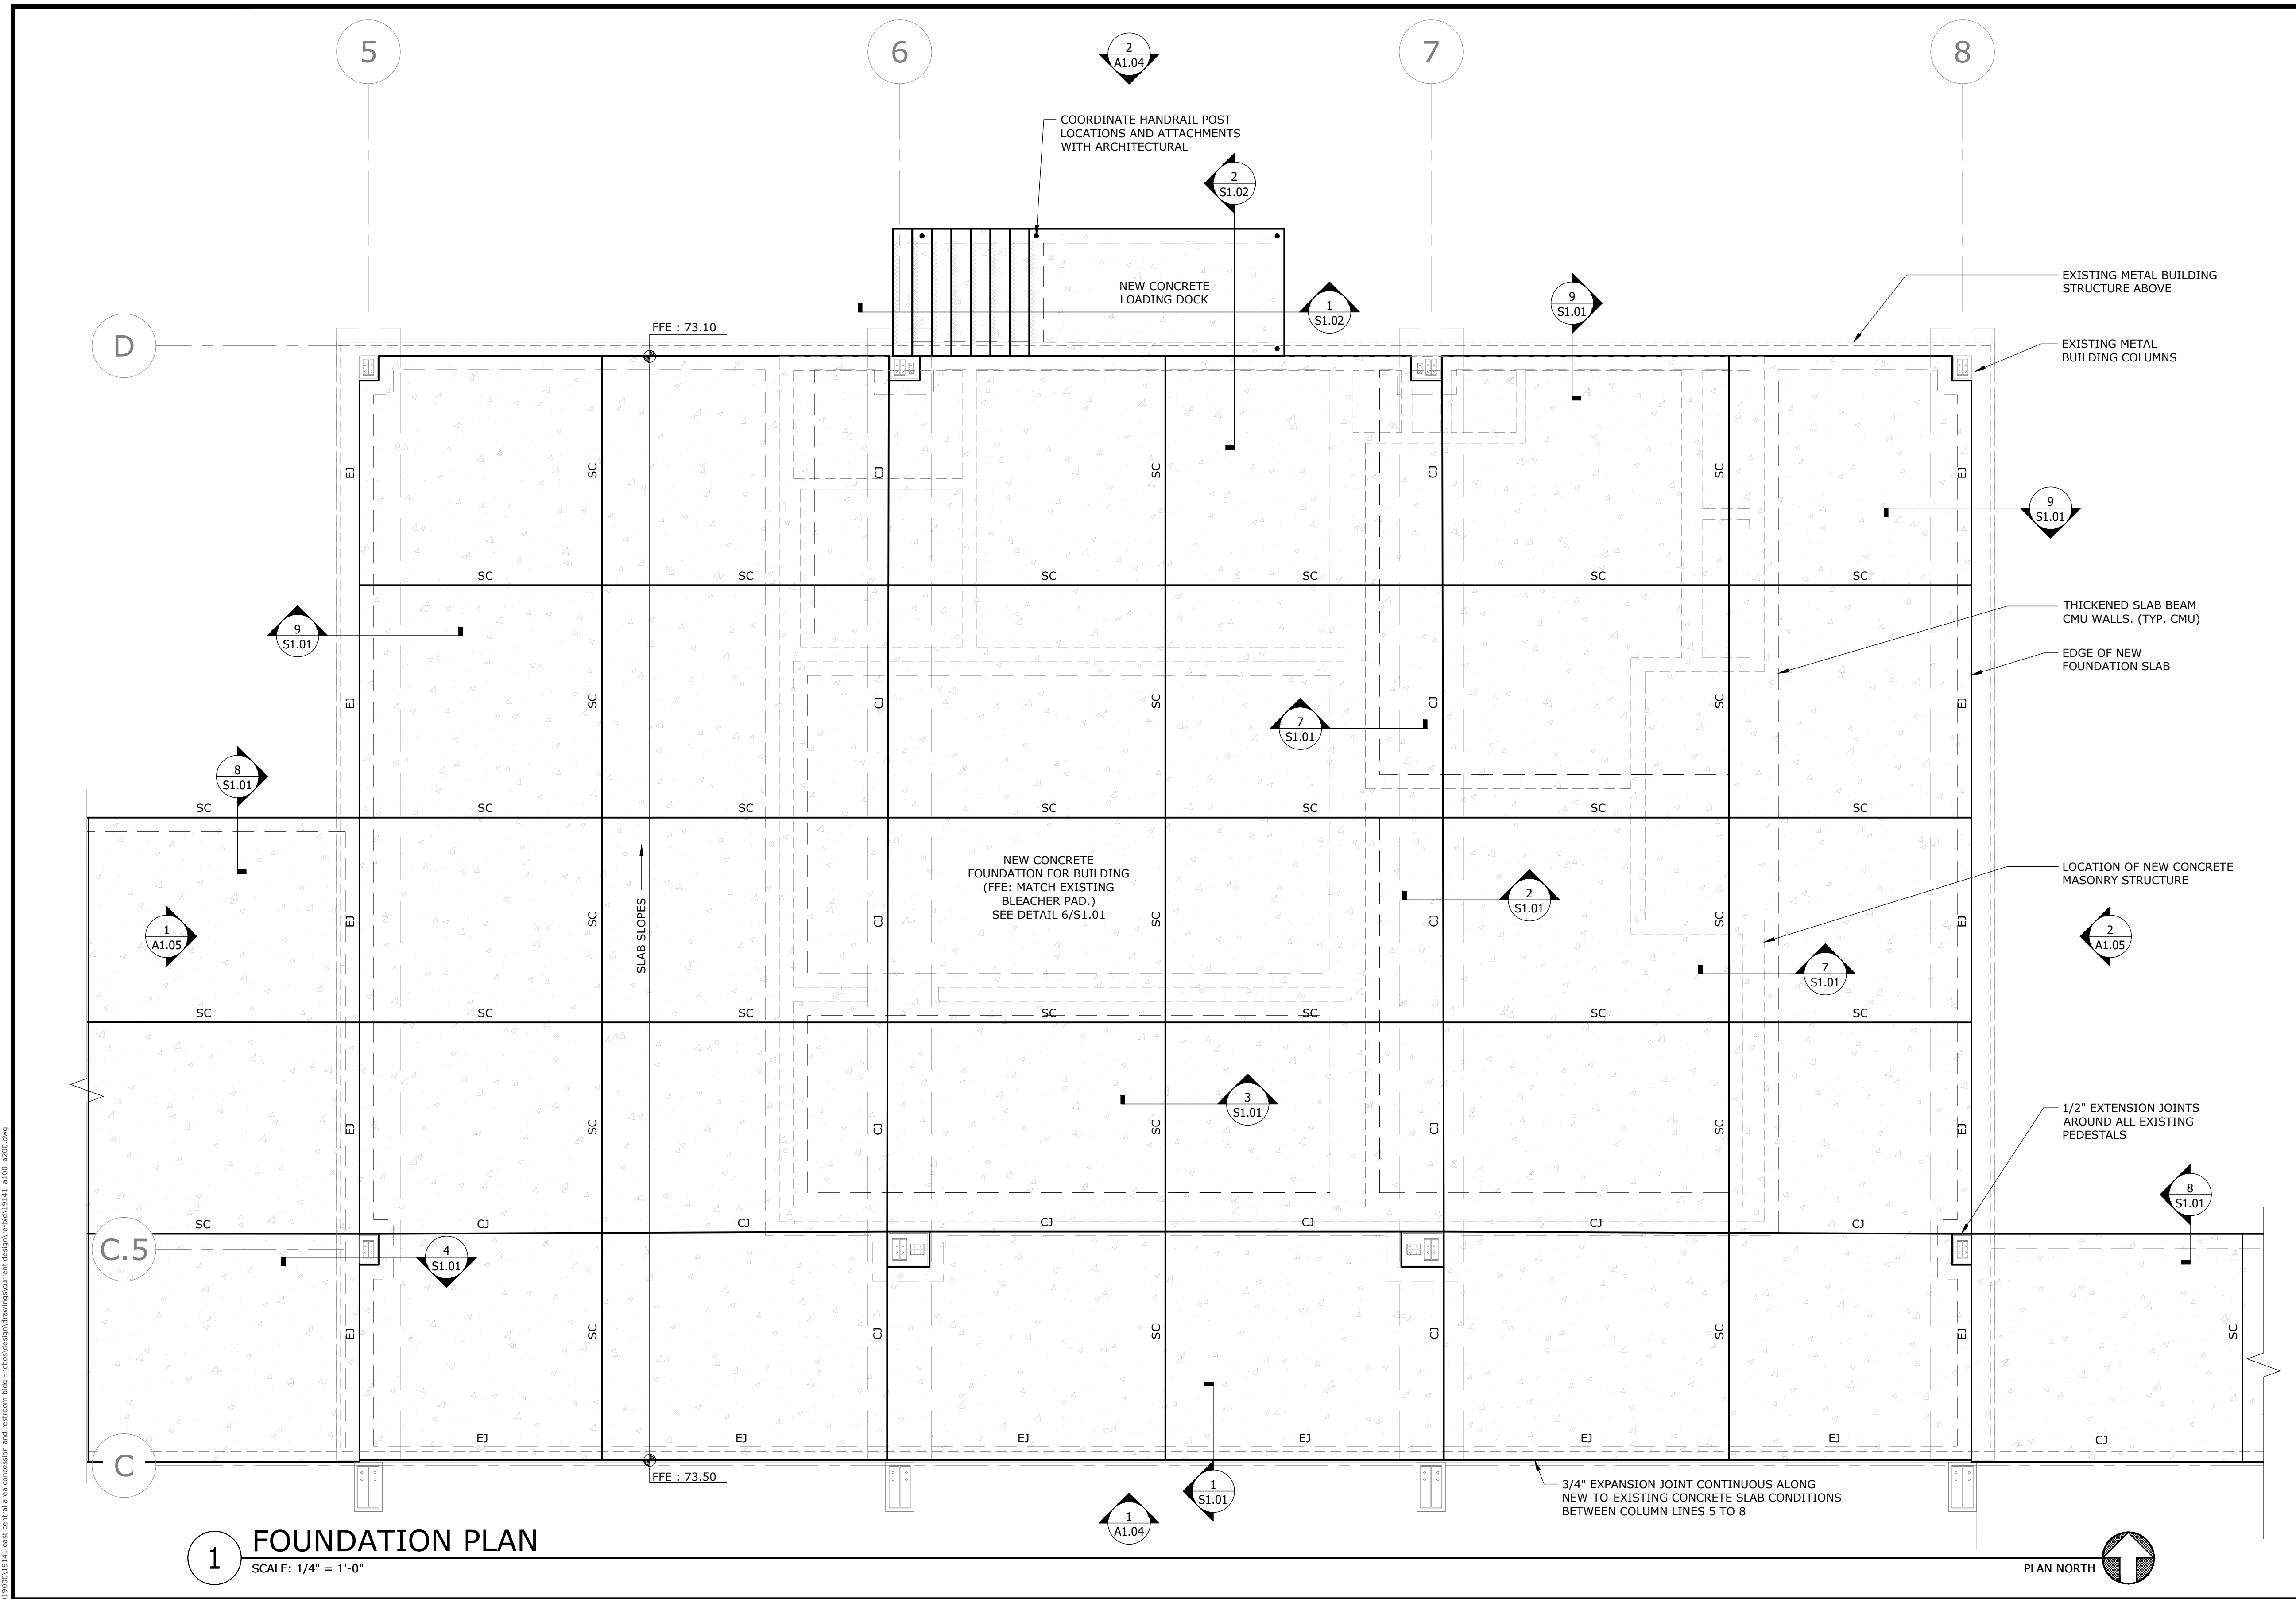 5
6
7
8
2
A1.04
COORDINATE HANDRAIL POST
LOCATIONS AND ATTACHMENTS
WITH ARCHITECTURAL
2
S1.02
NEW CONCRETE
LOADING DOCK
1
S1.02
9
S1.01
EXISTING METAL BUILDING
STRUCTURE ABOVE
D
FFE : 73.10
EXISTING METAL
BUILDING COLUMNS
EJ
SC
CJ
SC
CJ
SC
EJ
9
S1.01
SC
SC
SC
SC
SC
SC
9
S1.01
THICKENED SLAB BEAM
CMU WALLS. (TYP. CMU)
EDGE OF NEW
FOUNDATION SLAB
EJ
SC
CJ
SC
CJ
SC
EJ
7
S1.01
8
S1.01
SC
SC
SC
SC
SC
SC
SC
NEW CONCRETE
FOUNDATION FOR BUILDING
(FFE: MATCH EXISTING
BLEACHER PAD.)
SEE DETAIL 6/S1.01
LOCATION OF NEW CONCRETE
MASONRY STRUCTURE
2
S1.01
1
A1.05
EJ
SC
SLAB SLOPES
CJ
SC
CJ
SC
EJ
2
A1.05
7
S1.01
SC
SC
SC
SC
SC
SC
SC
3
S1.01
1/2" EXTENSION JOINTS
AROUND ALL EXISTING
PEDESTALS
EJ
SC
CJ
SC
CJ
SC
EJ
8
S1.01
SC
CJ
CJ
CJ
CJ
CJ
CJ
C.5
4
S1.01
EJ
SC
CJ
SC
CJ
SC
EJ
SC
EJ
EJ
EJ
EJ
EJ
EJ
CJ
C
FFE : 73.50
1
S1.01
1
A1.04
3/4" EXPANSION JOINT CONTINUOUS ALONG
NEW-TO-EXISTING CONCRETE SLAB CONDITIONS
BETWEEN COLUMN LINES 5 TO 8
1
FOUNDATION PLAN
SCALE: 1/4" = 1'-0"
PLAN NORTH